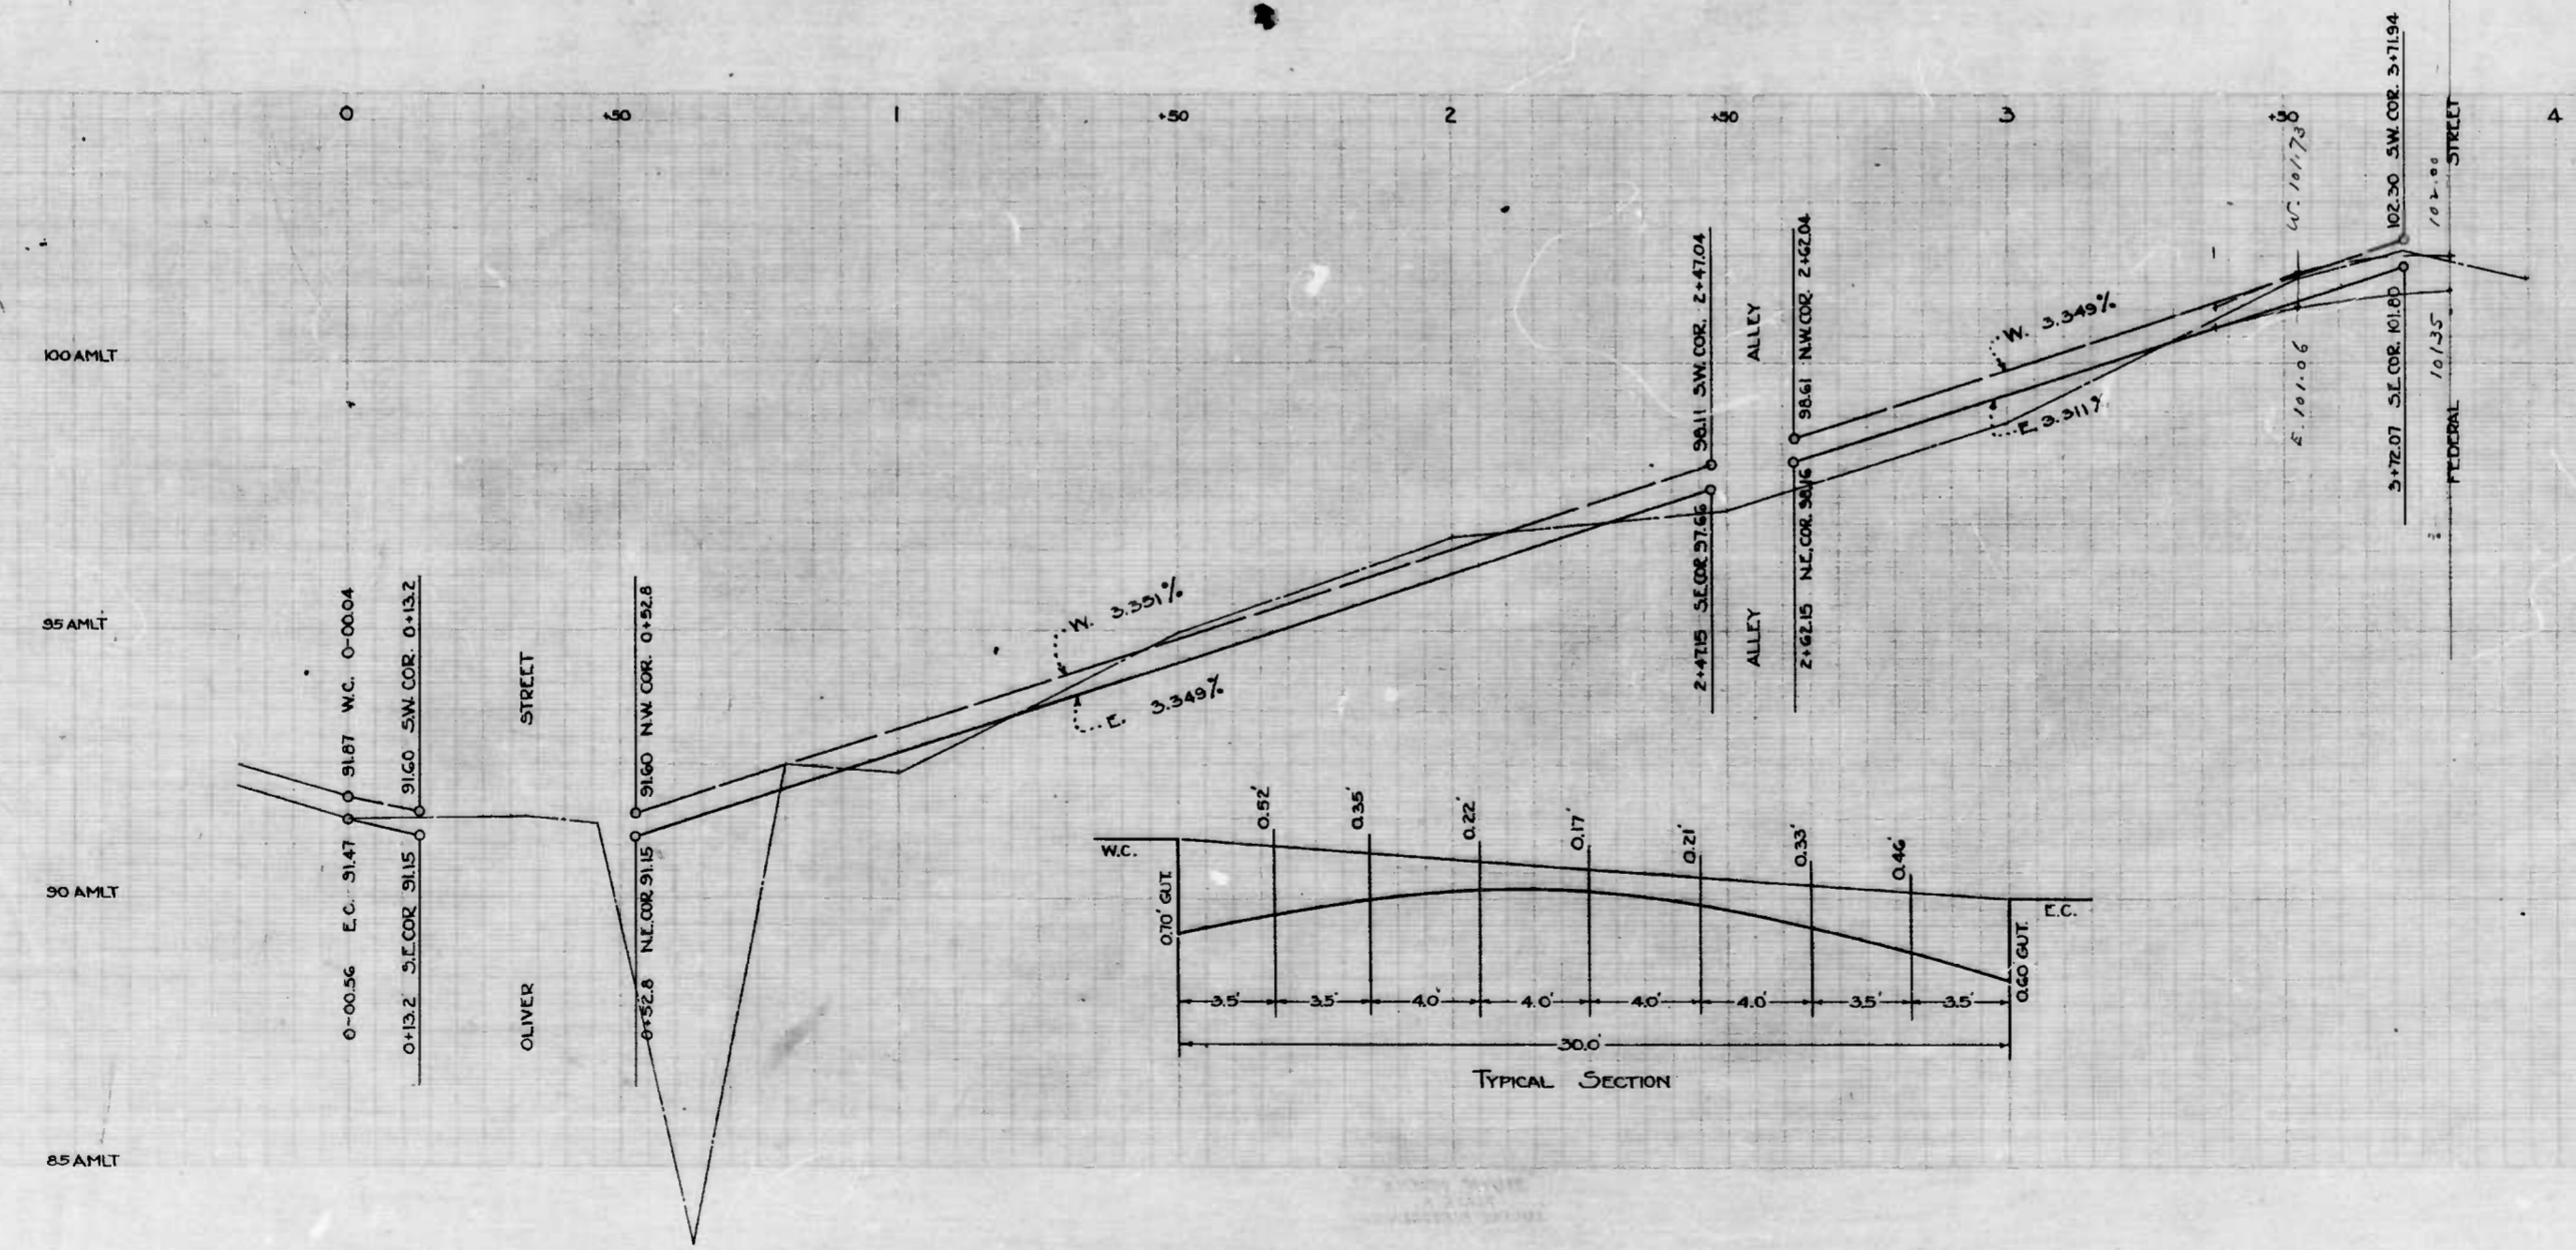 0 +50 1 +50 2 +50 3 +50 4
100 AMLT
95 AMLT
90 AMLT
85 AMLT
0-00.56 E.C. 91.47
91.87 W.C. 0-00.04
0+13.2 S.E.COR 91.15
91.60 S.W. COR. 0+13.2
OLIVER STREET
0+52.8 N.E.COR 91.15
91.60 N.W. COR. 0+52.8
W. 3.351%
E. 3.349%
2+47.15 S.E.COR 97.66
98.11 S.W. COR. 2+47.04
ALLEY
ALLEY
2+62.15 N.E.COR. 98.16
98.61 N.W.COR. 2+62.04
W. 3.349%
E 3.311%
E. 101.06
W. 101.73
3+72.07 S.E.COR. 101.80
102.30 S.W. COR. 3+71.94
101.35
102.00
FEDERAL STREET
W.C.
0.70' GUT.
0.52'
0.35'
0.22'
0.17'
0.21'
0.33'
0.46'
E.C.
0.60 GUT.
3.5' 3.5' 4.0' 4.0' 4.0' 4.0' 3.5' 3.5'
30.0'
TYPICAL SECTION